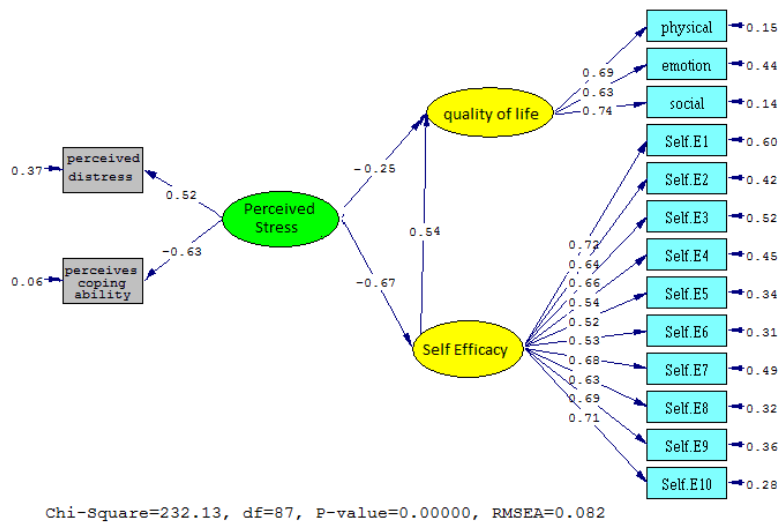 physical
0.15
emotion
0.44
social
0.14
0.69
0.63
0.74
quality of life
Self.E1
0.60
Self.E2
0.42
Self.E3
0.52
Self.E4
0.45
Self.E5
0.34
Self.E6
0.31
Self.E7
0.49
Self.E8
0.32
Self.E9
0.36
Self.E10
0.28
0.37
perceived
distress
0.52
-0.25
Perceived
Stress
0.54
-0.63
0.06
perceives
coping
ability
-0.67
Self Efficacy
0.72
0.64
0.66
0.54
0.52
0.53
0.68
0.63
0.69
0.71
Chi-Square=232.13, df=87, P-value=0.00000, RMSEA=0.082